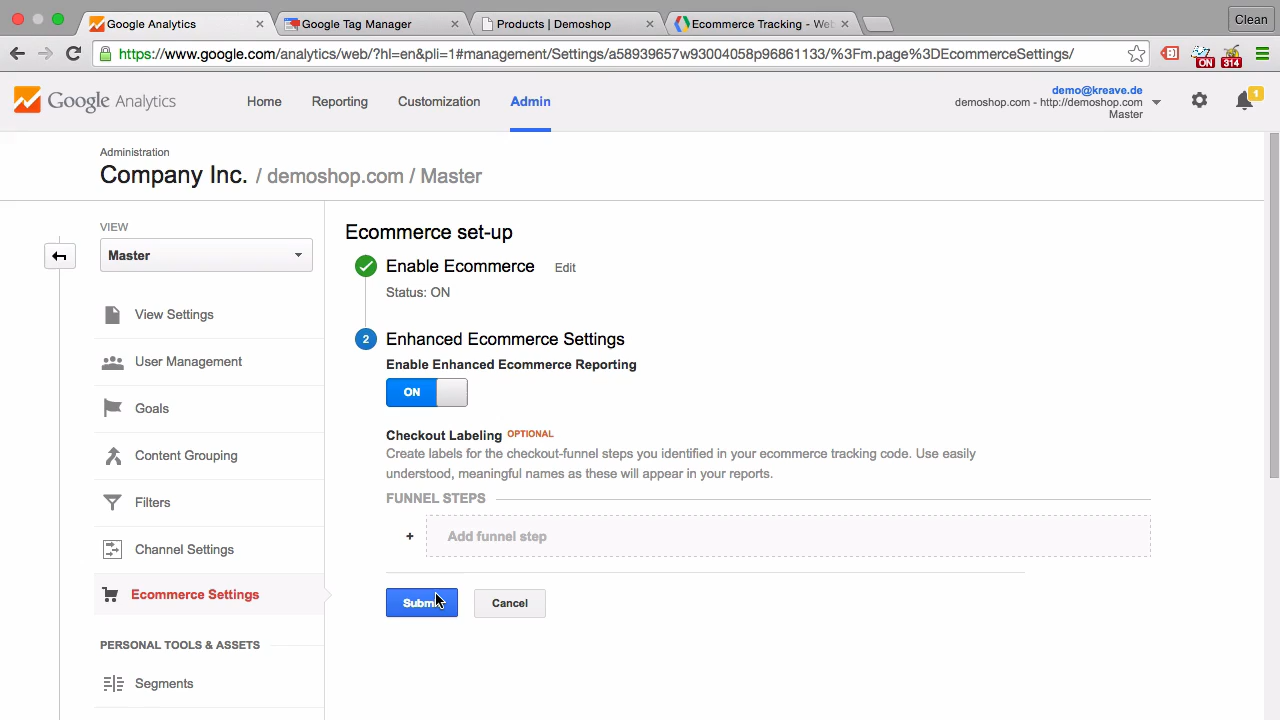 Google Analytics
Google Tag Manager
Products | Demoshop
Ecommerce Tracking - Web
Clean
https://www.google.com/analytics/web/?hl=en&pli=1#management/Settings/a58939657w93004058p96861133/%3Fm.page%3DEcommerceSettings/
ON
314
Google Analytics
Home
Reporting
Customization
Admin
demo@kreave.de
demoshop.com - http://demoshop.com
Master
1
Administration
Company Inc. / demoshop.com / Master
VIEW
Master
View Settings
User Management
Goals
Content Grouping
Filters
Channel Settings
Ecommerce Settings
PERSONAL TOOLS & ASSETS
Segments
Ecommerce set-up
Enable Ecommerce Edit
Status: ON
2 Enhanced Ecommerce Settings
Enable Enhanced Ecommerce Reporting
ON
Checkout Labeling OPTIONAL
Create labels for the checkout-funnel steps you identified in your ecommerce tracking code. Use easily
understood, meaningful names as these will appear in your reports.
FUNNEL STEPS
+ Add funnel step
Submit
Cancel